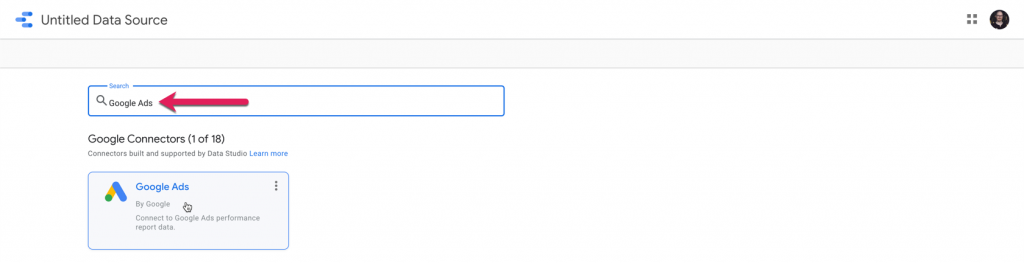 Untitled Data Source
Search
Google Ads
Google Connectors (1 of 18)
Connectors built and supported by Data Studio Learn more
Google Ads
By Google
Connect to Google Ads performance
report data.